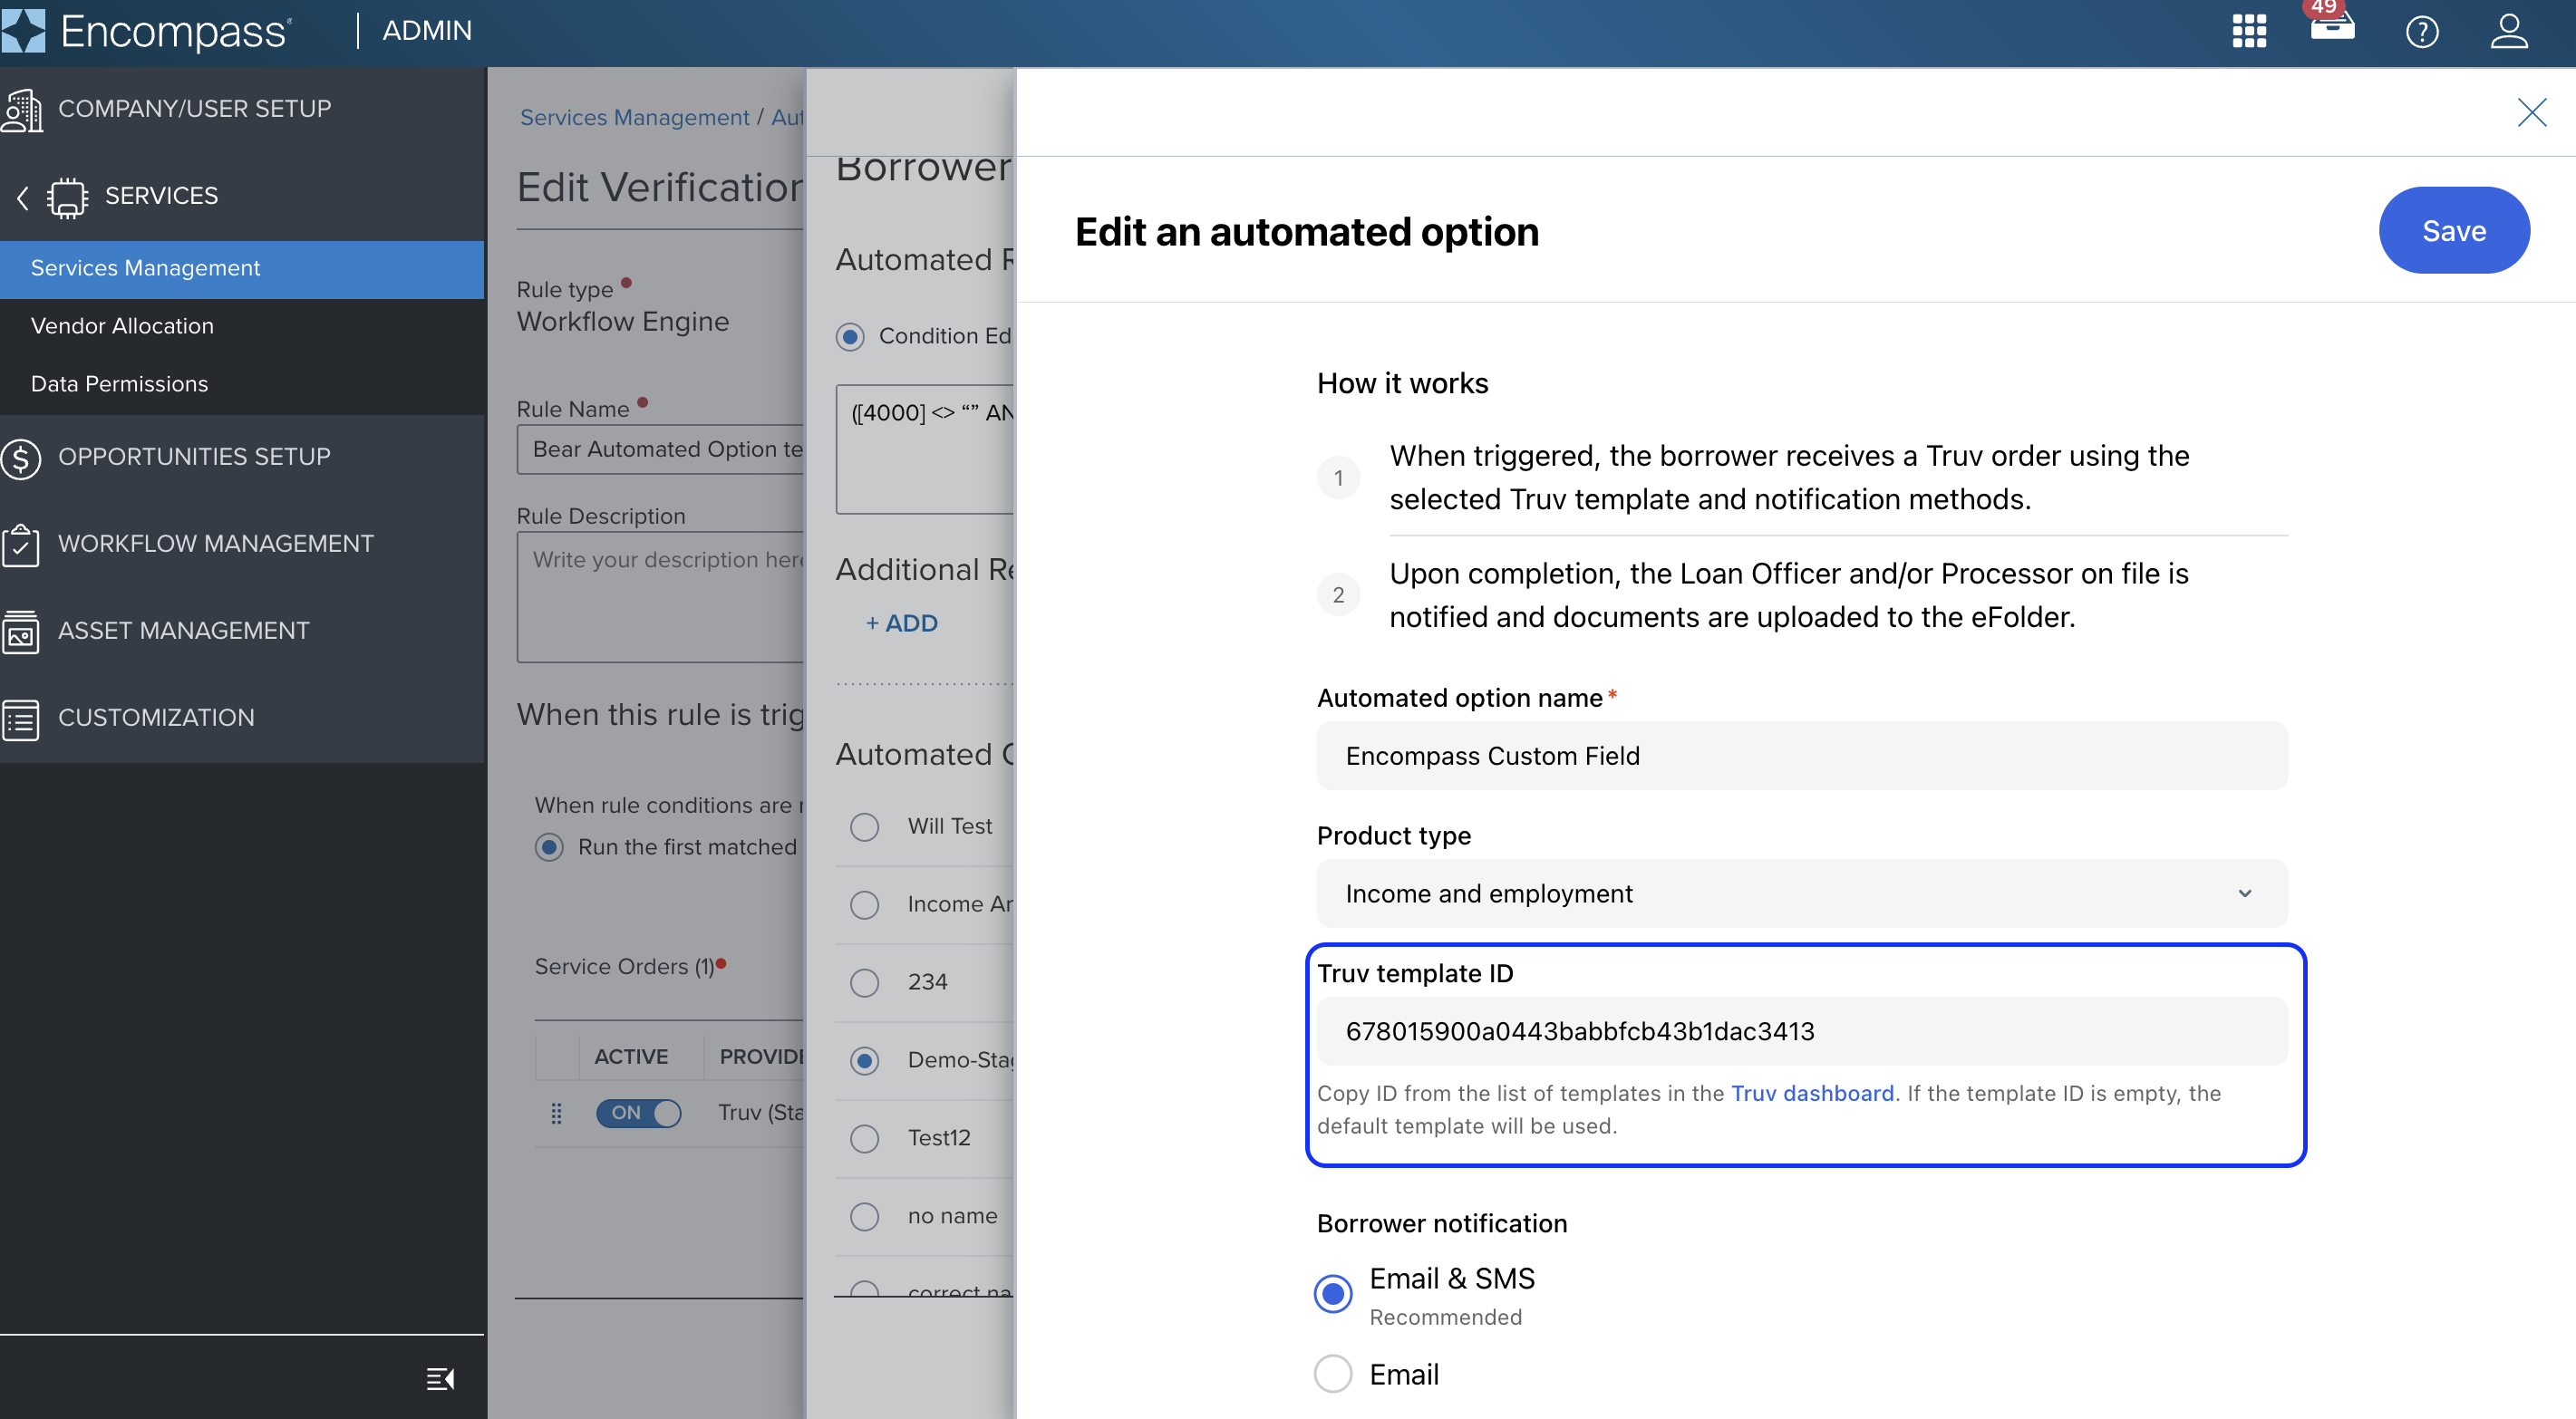 Encompass
ADMIN
49
COMPANY/USER SETUP
SERVICES
Services Management
Vendor Allocation
Data Permissions
OPPORTUNITIES SETUP
WORKFLOW MANAGEMENT
ASSET MANAGEMENT
CUSTOMIZATION
Services Management / Aut
Edit Verification
Rule type
Workflow Engine
Rule Name
Bear Automated Option te
Rule Description
Write your description here
When this rule is trig
When rule conditions are
Run the first matched
Service Orders (1)
ACTIVE PROVIDE
ON Truv (Sta
Borrower
Automated R
Condition Ed
([4000] <> “” AN
Additional Re
+ ADD
Automated
Will Test
Income Ar
234
Demo-Stag
Test12
no name
correct na
Edit an automated option
Save
How it works
1
When triggered, the borrower receives a Truv order using the
selected Truv template and notification methods.
2
Upon completion, the Loan Officer and/or Processor on file is
notified and documents are uploaded to the eFolder.
Automated option name*
Encompass Custom Field
Product type
Income and employment
Truv template ID
678015900a0443babbfcb43b1dac3413
Copy ID from the list of templates in the Truv dashboard. If the template ID is empty, the
default template will be used.
Borrower notification
Email & SMS
Recommended
Email